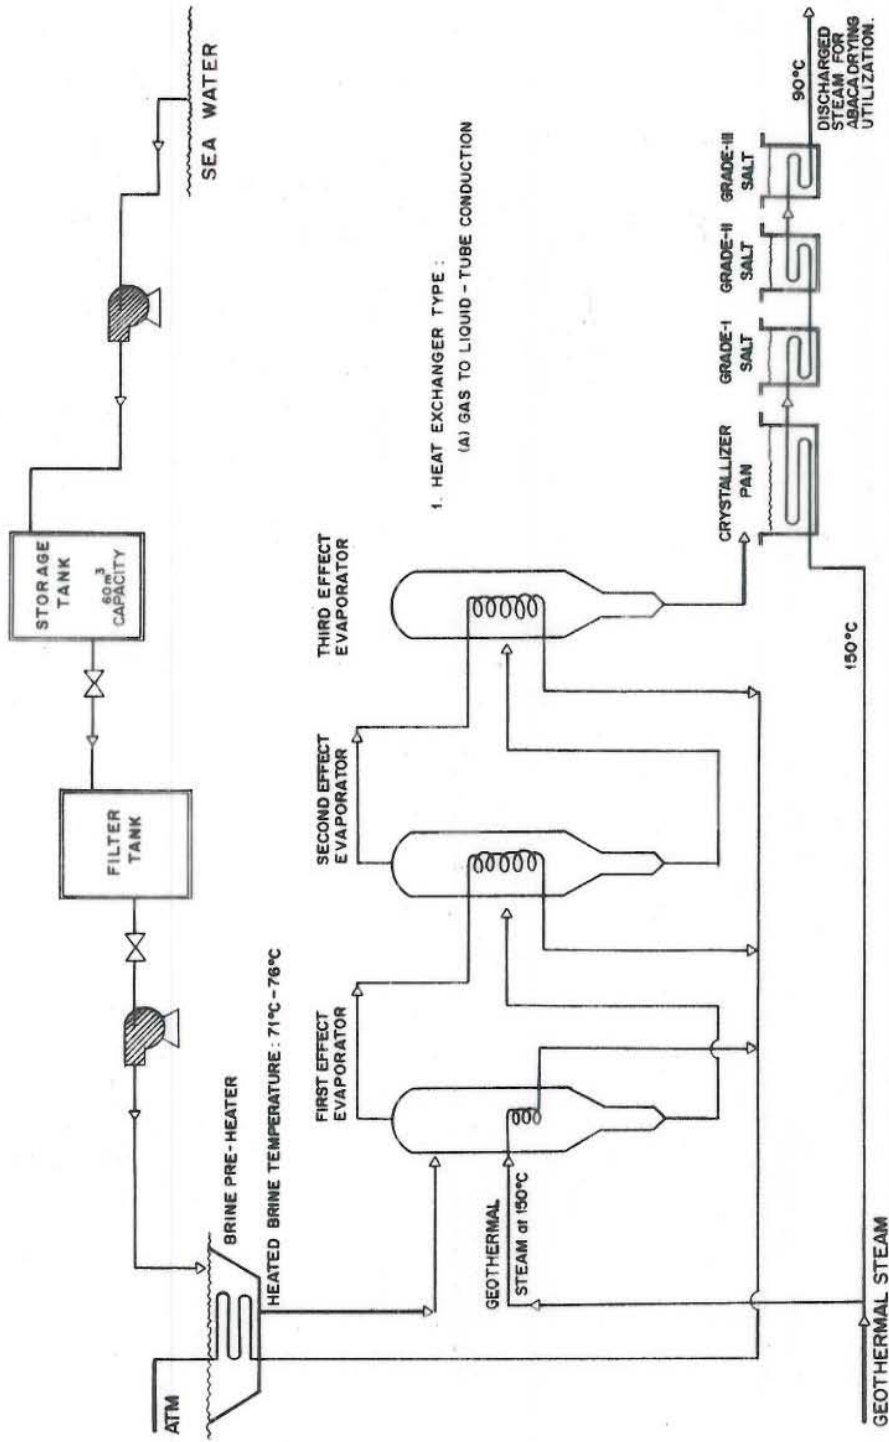 SEA WATER
STORAGE
TANK
60m³
CAPACITY
FILTER
TANK
BRINE PRE-HEATER
HEATED BRINE TEMPERATURE : 71°C - 76°C
ATM
FIRST EFFECT
EVAPORATOR
SECOND EFFECT
EVAPORATOR
THIRD EFFECT
EVAPORATOR
1. HEAT EXCHANGER TYPE :
(A) GAS TO LIQUID - TUBE CONDUCTION
GEOTHERMAL
STEAM at 150°C
CRYSTALLIZER
PAN
GRADE-I
SALT
GRADE-II
SALT
GRADE-III
SALT
90°C
DISCHARGED
STEAM FOR
ABACA DRYING
UTILIZATION.
150°C
GEOTHERMAL STEAM